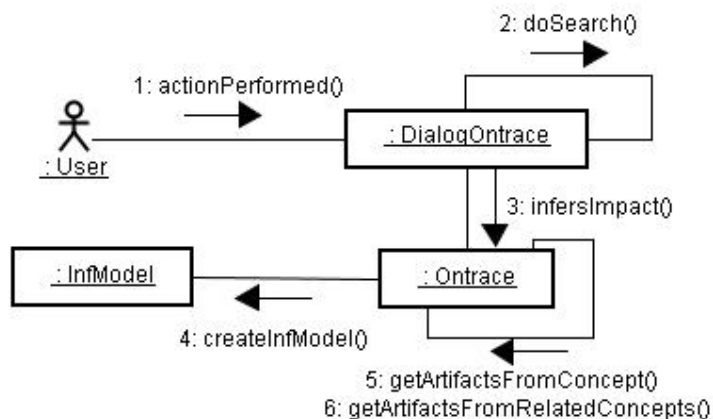 2: doSearch()
1: actionPerformed()
: User
: DialogOntrace
3: infersImpact()
: InfModel
: Ontrace
4: createInfModel()
5: getArtifactsFromConcept()
6: getArtifactsFromRelatedConcepts()